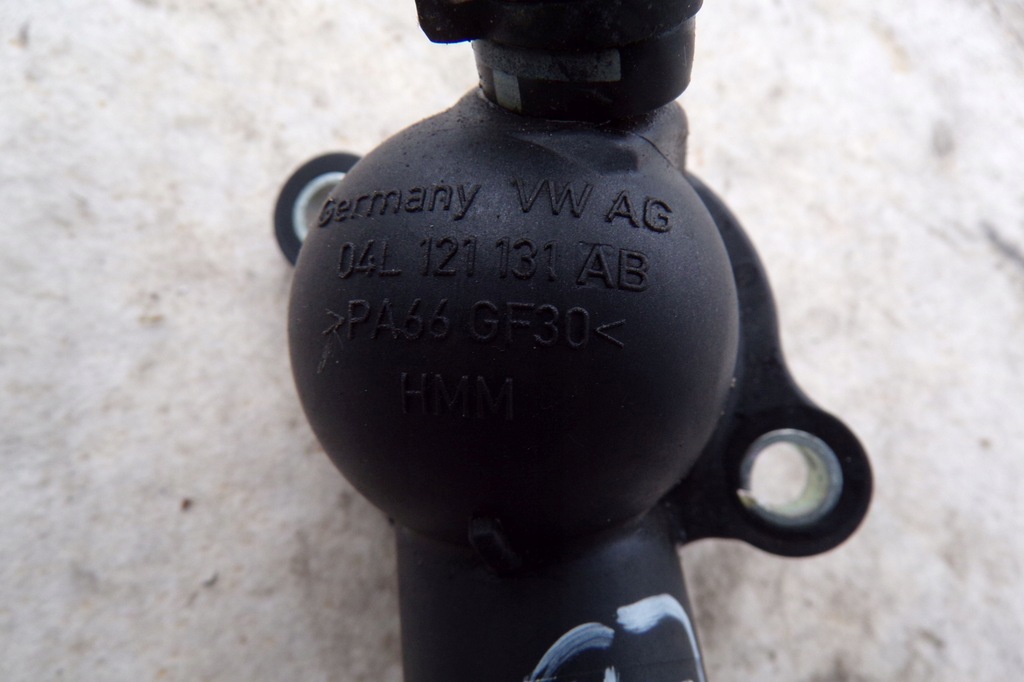 Germany VW AG
04L 121 131 AB
>PA66 GF30<
HMM